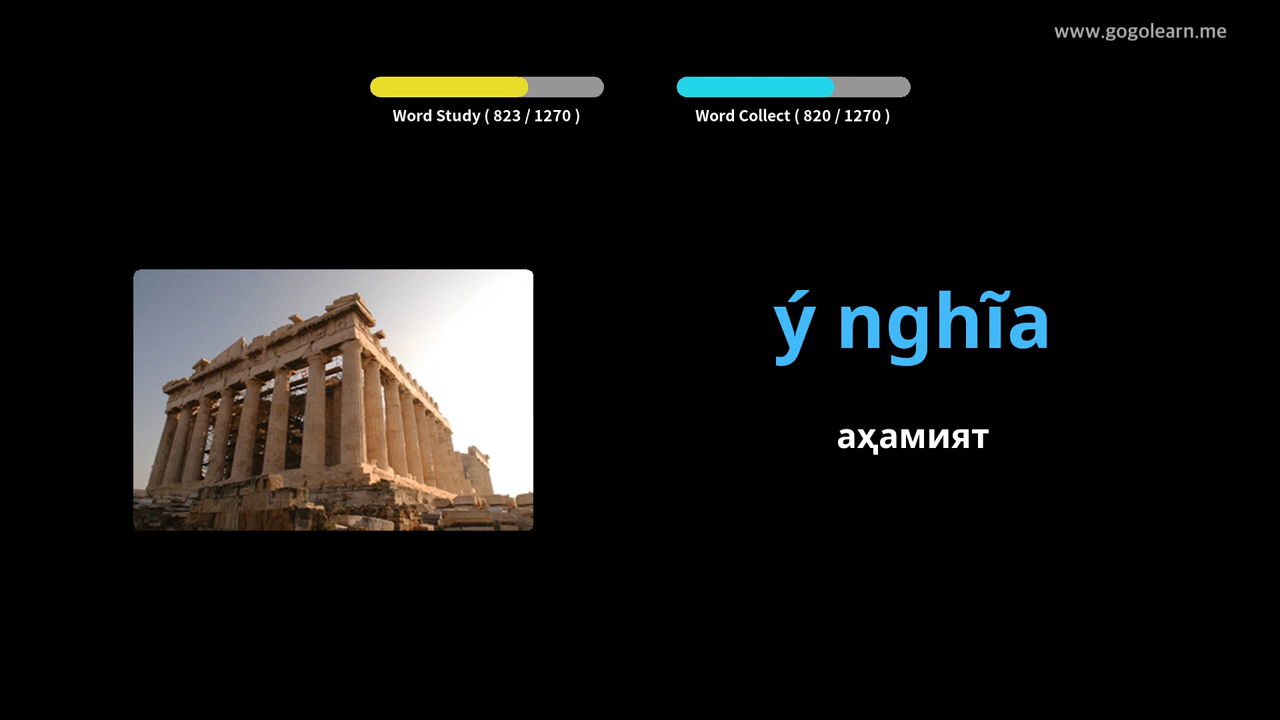 www.gogolearn.me
Word Study ( 823 / 1270 )
Word Collect ( 820 / 1270 )
ý nghĩa
аҳамият